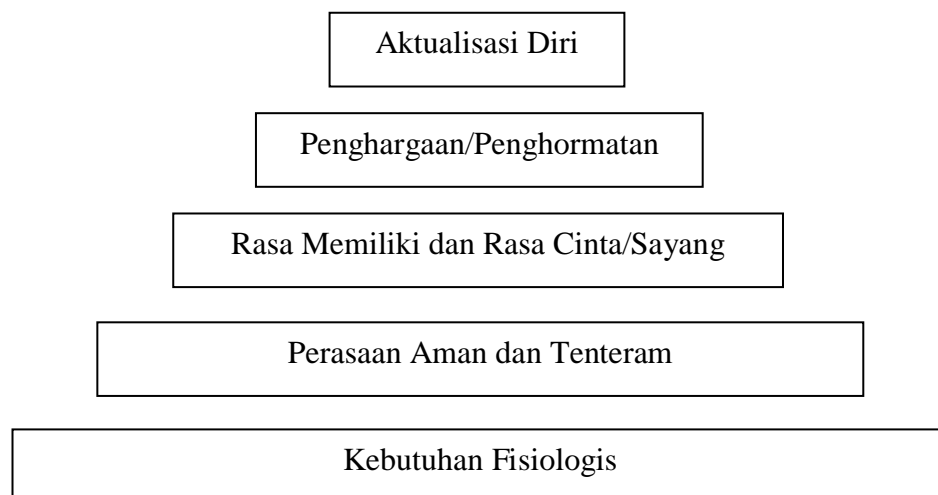 Aktualisasi Diri
Penghargaan/Penghormatan
Rasa Memiliki dan Rasa Cinta/Sayang
Perasaan Aman dan Tenteram
Kebutuhan Fisiologis